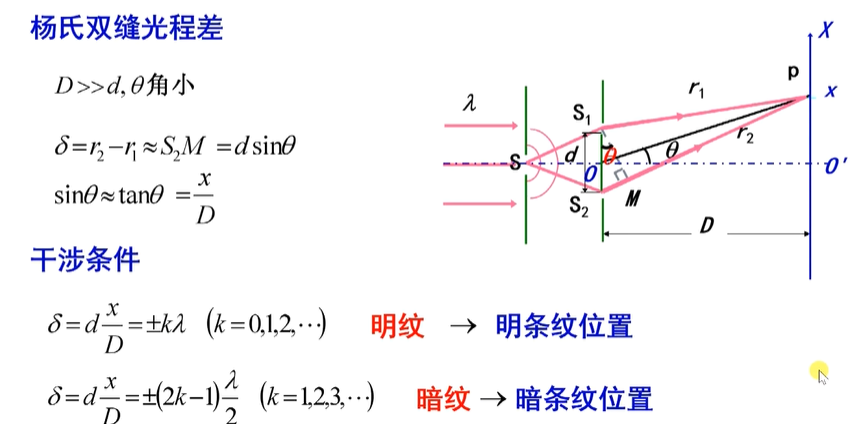 杨氏双缝光程差
D>>d,θ角小
δ=r₂−r₁≈S₂M=dsinθ
sinθ≈tanθ=x/D
干涉条件
δ=d x/D=±kλ (k=0,1,2,⋯) 明纹 → 明条纹位置
δ=d x/D=±(2k−1)λ/2 (k=1,2,3,⋯) 暗纹→暗条纹位置
X
p
x
λ
r₁
S₁
r₂
S
d
θ
θ
O
O'
S₂
M
D